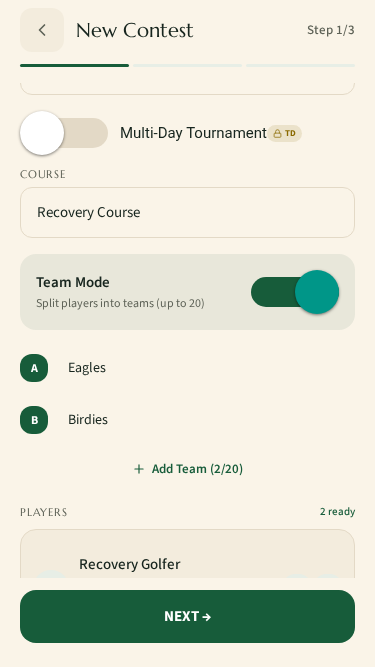 New Contest
Step 1/3
Multi-Day Tournament TD
COURSE
Recovery Course
Team Mode
Split players into teams (up to 20)
A Eagles
B Birdies
+ Add Team (2/20)
PLAYERS
2 ready
Recovery Golfer
NEXT →